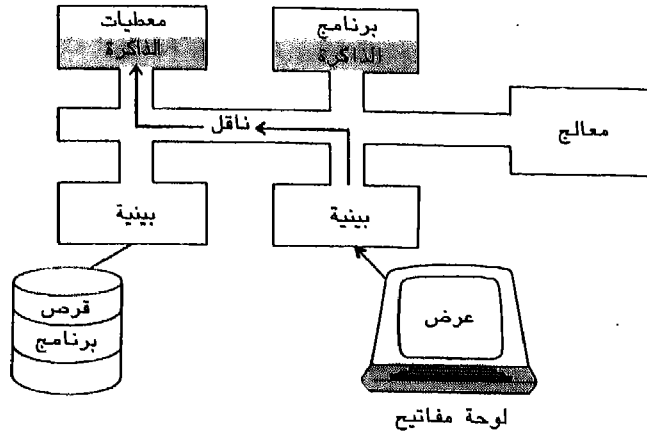 برنامج
الذاكرة
معطيات
الذاكرة
معالج
ناقل
بينية
بينية
عرض
قرص
برنامج
لوحة مفاتيح